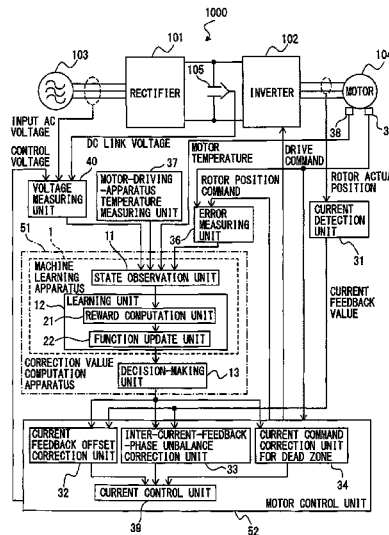 1000
101
102
103
104
105
RECTIFIER
INVERTER
MOTOR
38
INPUT AC
VOLTAGE
DC LINK VOLTAGE
CONTROL
VOLTAGE
40
37
MOTOR
TEMPERATURE
DRIVE
COMMAND
VOLTAGE
MEASURING
UNIT
MOTOR-DRIVING
-APPARATUS
TEMPERATURE
MEASURING UNIT
ROTOR POSITION
COMMAND
ROTOR ACTUAL
POSITION
ERROR
MEASURING
UNIT
36
CURRENT
DETECTION UNIT
31
51
1
11
MACHINE
LEARNING
APPARATUS
STATE OBSERVATION UNIT
CURRENT
FEEDBACK
VALUE
12
LEARNING UNIT
21
REWARD COMPUTATION UNIT
22
FUNCTION UPDATE UNIT
CORRECTION VALUE
COMPUTATION
APPARATUS
DECISION-MAKING
UNIT
13
CURRENT
FEEDBACK OFFSET
CORRECTION UNIT
32
INTER-CURRENT-FEEDBACK
-PHASE UNBALANCE
CORRECTION UNIT
33
CURRENT COMMAND
CORRECTION UNIT
FOR DEAD ZONE
34
CURRENT CONTROL UNIT
39
MOTOR CONTROL UNIT
52